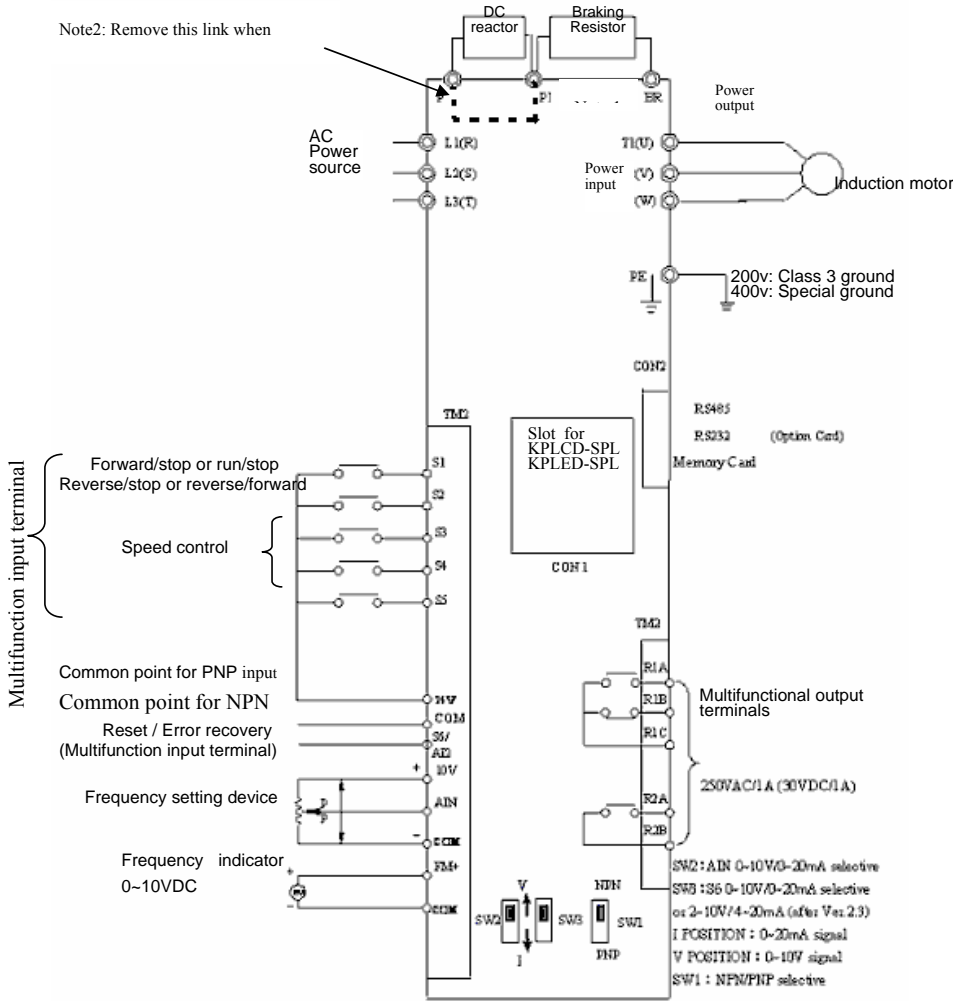 Note2: Remove this link when
DC
reactor
Braking
Resistor
P
P1
BR
Power
output
AC
Power
source
L1(R)
L2(S)
L3(T)
T1(U)
Power
input
(V)
(W)
Induction motor
PE
200v: Class 3 ground
400v: Special ground
CON2
RS485
RS232 (Option Card)
Memory Card
TM2
Slot for
KPLCD-SPL
KPLED-SPL
CON1
Multifunction input terminal
Forward/stop or run/stop
Reverse/stop or reverse/forward
Speed control
S1
S2
S3
S4
S5
Common point for PNP input
Common point for NPN
Reset / Error recovery
(Multifunction input terminal)
24V
COM
S6/
AI2
+ 10V
Frequency setting device
AIN
- COM
Frequency indicator
0~10VDC
+
FM+
-
COM
TM2
R1A
R1B
R1C
Multifunctional output
terminals
250VAC/1A (30VDC/1A)
R2A
R2B
V
SW2
SW3
I
NPN
SW1
PNP
SW2 : AIN 0~10V/0~20mA selective
SW3 : S6 0~10V/0~20mA selective
or 2~10V/4~20mA (after Ver 2.3)
I POSITION : 0~20mA signal
V POSITION : 0~10V signal
SW1 : NPN/PNP selective